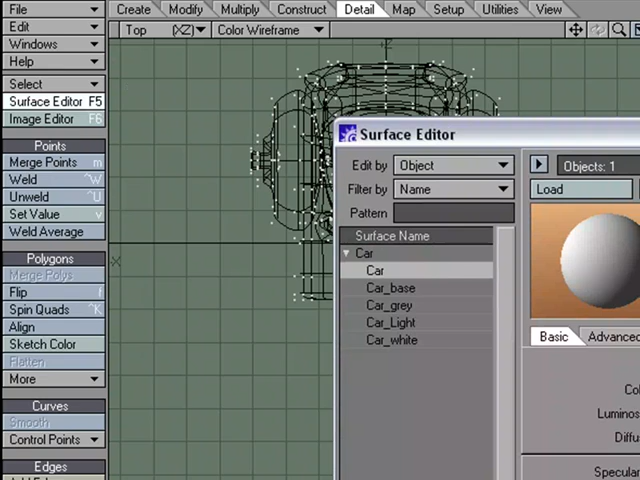 File
Edit
Windows
Help
Select
Surface Editor F5
Image Editor F6
Points
Merge Points m
Weld ^W
Unweld ^U
Set Value v
Weld Average
Polygons
Merge Polys
Flip f
Spin Quads ^K
Align
Sketch Color
Flatten
More
Curves
Smooth
Control Points
Edges
Create Modify Multiply Construct Detail Map Setup Utilities View
Top (XZ) Color Wireframe
X
Surface Editor
Edit by Object
Filter by Name
Pattern
Surface Name
Car
Car
Car_base
Car_grey
Car_Light
Car_white
Objects: 1
Load
Basic Advanced
Col
Luminos
Diffu
Specular